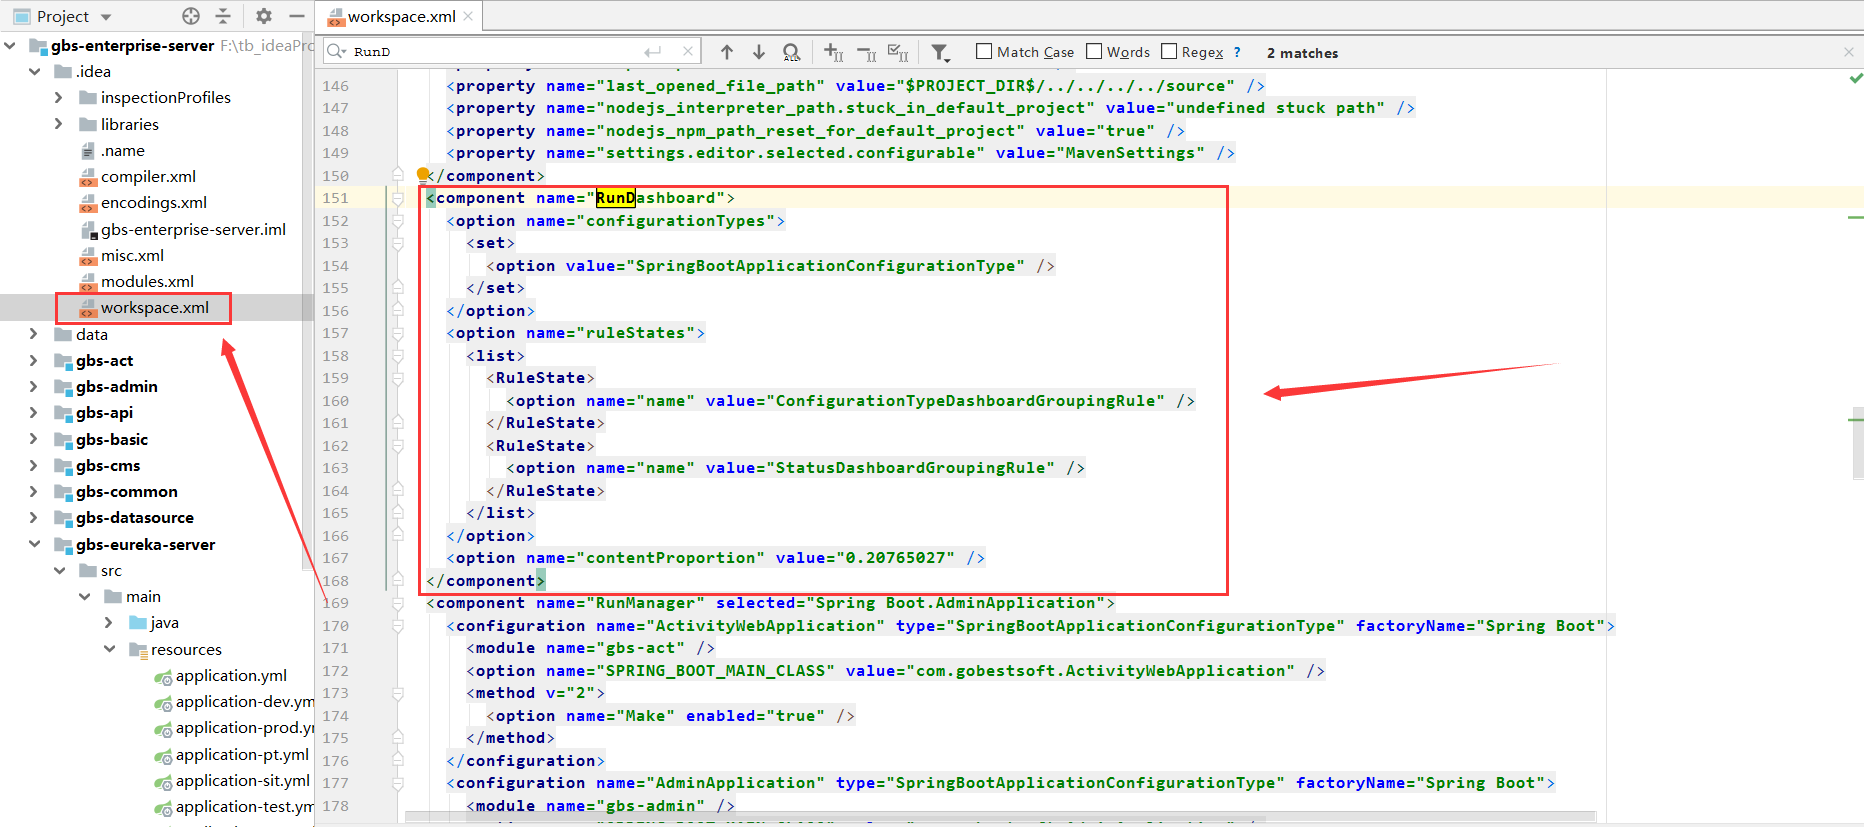 Project
gbs-enterprise-server F:\tb_ideaPro
.idea
inspectionProfiles
libraries
.name
compiler.xml
encodings.xml
gbs-enterprise-server.iml
misc.xml
modules.xml
workspace.xml
data
gbs-act
gbs-admin
gbs-api
gbs-basic
gbs-cms
gbs-common
gbs-datasource
gbs-eureka-server
src
main
java
resources
application.yml
application-dev.ym
application-prod.yr
application-pt.yml
application-sit.yml
application-test.ym
workspace.xml
RunD
Match Case Words Regex ? 2 matches
146 <property name="last_opened_file_path" value="$PROJECT_DIR$/../../../../source" />
147 <property name="nodejs_interpreter_path.stuck_in_default_project" value="undefined stuck path" />
148 <property name="nodejs_npm_path_reset_for_default_project" value="true" />
149 <property name="settings.editor.selected.configurable" value="MavenSettings" />
150 </component>
151 <component name="RunDashboard">
152 <option name="configurationTypes">
153 <set>
154 <option value="SpringBootApplicationConfigurationType" />
155 </set>
156 </option>
157 <option name="ruleStates">
158 <list>
159 <RuleState>
160 <option name="name" value="ConfigurationTypeDashboardGroupingRule" />
161 </RuleState>
162 <RuleState>
163 <option name="name" value="StatusDashboardGroupingRule" />
164 </RuleState>
165 </list>
166 </option>
167 <option name="contentProportion" value="0.20765027" />
168 </component>
169 <component name="RunManager" selected="Spring Boot.AdminApplication">
170 <configuration name="ActivityWebApplication" type="SpringBootApplicationConfigurationType" factoryName="Spring Boot">
171 <module name="gbs-act" />
172 <option name="SPRING_BOOT_MAIN_CLASS" value="com.gobestsoft.ActivityWebApplication" />
173 <method v="2">
174 <option name="Make" enabled="true" />
175 </method>
176 </configuration>
177 <configuration name="AdminApplication" type="SpringBootApplicationConfigurationType" factoryName="Spring Boot">
178 <module name="gbs-admin" />